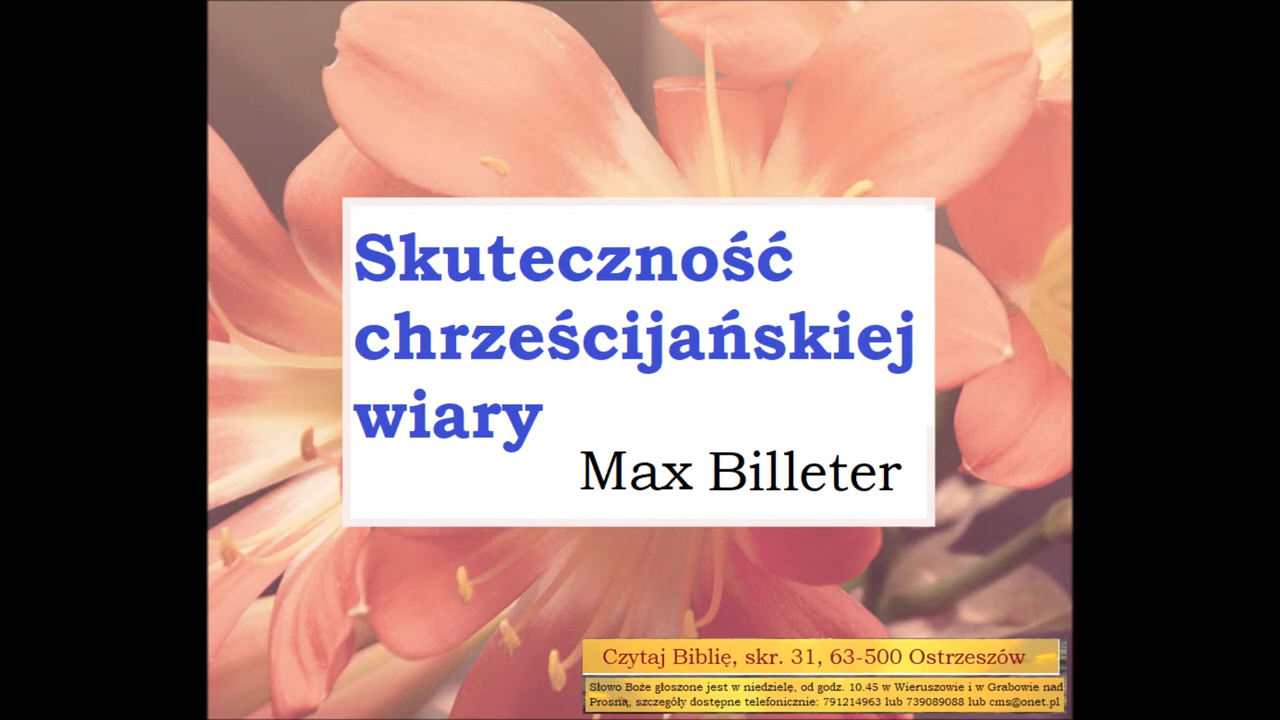 Skuteczność
chrześcijańskiej
wiary
Max Billeter
Czytaj Biblię, skr. 31, 63-500 Ostrzeszów
Słowo Boże głoszone jest w niedzielę, od godz. 10.45 w Wieruszowie i w Grabowie nad
Prosną, szczegóły dostępne telefonicznie: 791214963 lub 739089088 lub cms@onet.pl